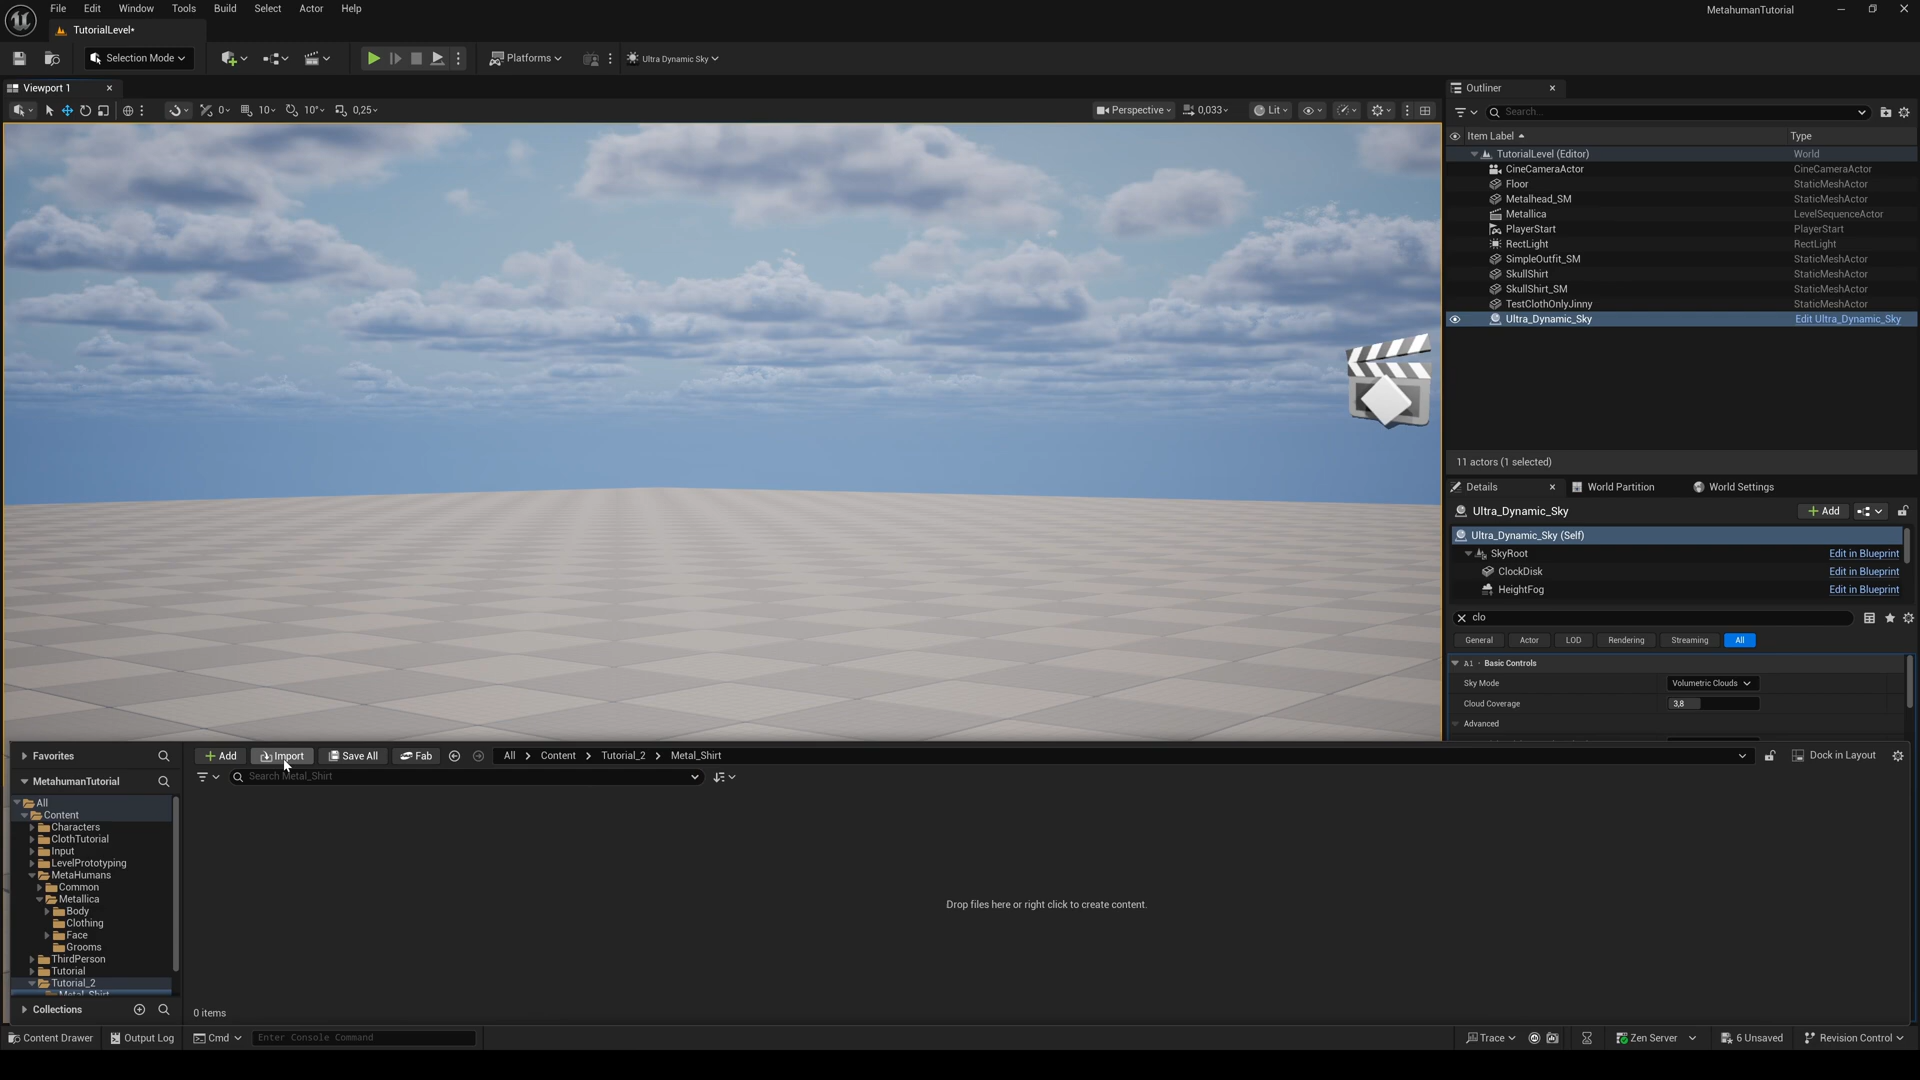 File Edit Window Tools Build Select Actor Help
MetahumanTutorial
TutorialLevel•
Selection Mode
Platforms
Ultra Dynamic Sky
Viewport 1
0 10 10° 0,25
Perspective 0,033 Lit
Outliner
Search...
Item Label Type
TutorialLevel (Editor) World
CineCameraActor CineCameraActor
Floor StaticMeshActor
Metalhead_SM StaticMeshActor
Metallica LevelSequenceActor
PlayerStart PlayerStart
RectLight RectLight
SimpleOutfit_SM StaticMeshActor
SkullShirt StaticMeshActor
SkullShirt_SM StaticMeshActor
TestClothOnlyJinny StaticMeshActor
Ultra_Dynamic_Sky Edit Ultra_Dynamic_Sky
11 actors (1 selected)
Details World Partition World Settings
Ultra_Dynamic_Sky Add
Ultra_Dynamic_Sky (Self)
SkyRoot Edit in Blueprint
ClockDisk Edit in Blueprint
HeightFog Edit in Blueprint
clo
General Actor LOD Rendering Streaming All
A1 · Basic Controls
Sky Mode Volumetric Clouds
Cloud Coverage 3,8
Advanced
Favorites
Add Import Save All Fab All Content Tutorial_2 Metal_Shirt Dock in Layout
Search Metal_Shirt
MetahumanTutorial
All
Content
Characters
ClothTutorial
Input
LevelPrototyping
MetaHumans
Common
Metallica
Body
Clothing
Face
Grooms
ThirdPerson
Tutorial
Tutorial_2
Metal_Shirt
Drop files here or right click to create content.
Collections
0 items
Content Drawer Output Log Cmd Enter Console Command
Trace Zen Server 6 Unsaved Revision Control